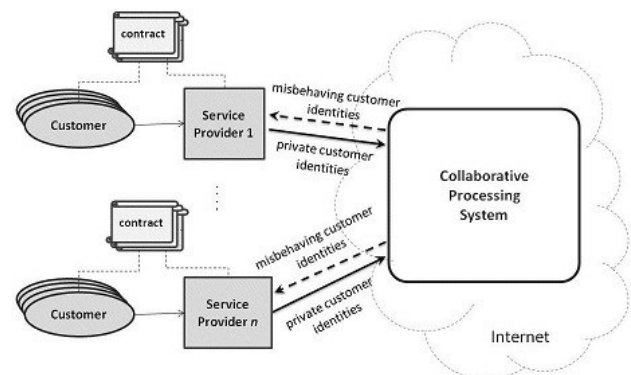 contract
Customer
Service
Provider 1
misbehaving customer
identities
private customer
identities
Collaborative
Processing
System
contract
Customer
Service
Provider n
misbehaving customer
identities
private customer
identities
Internet